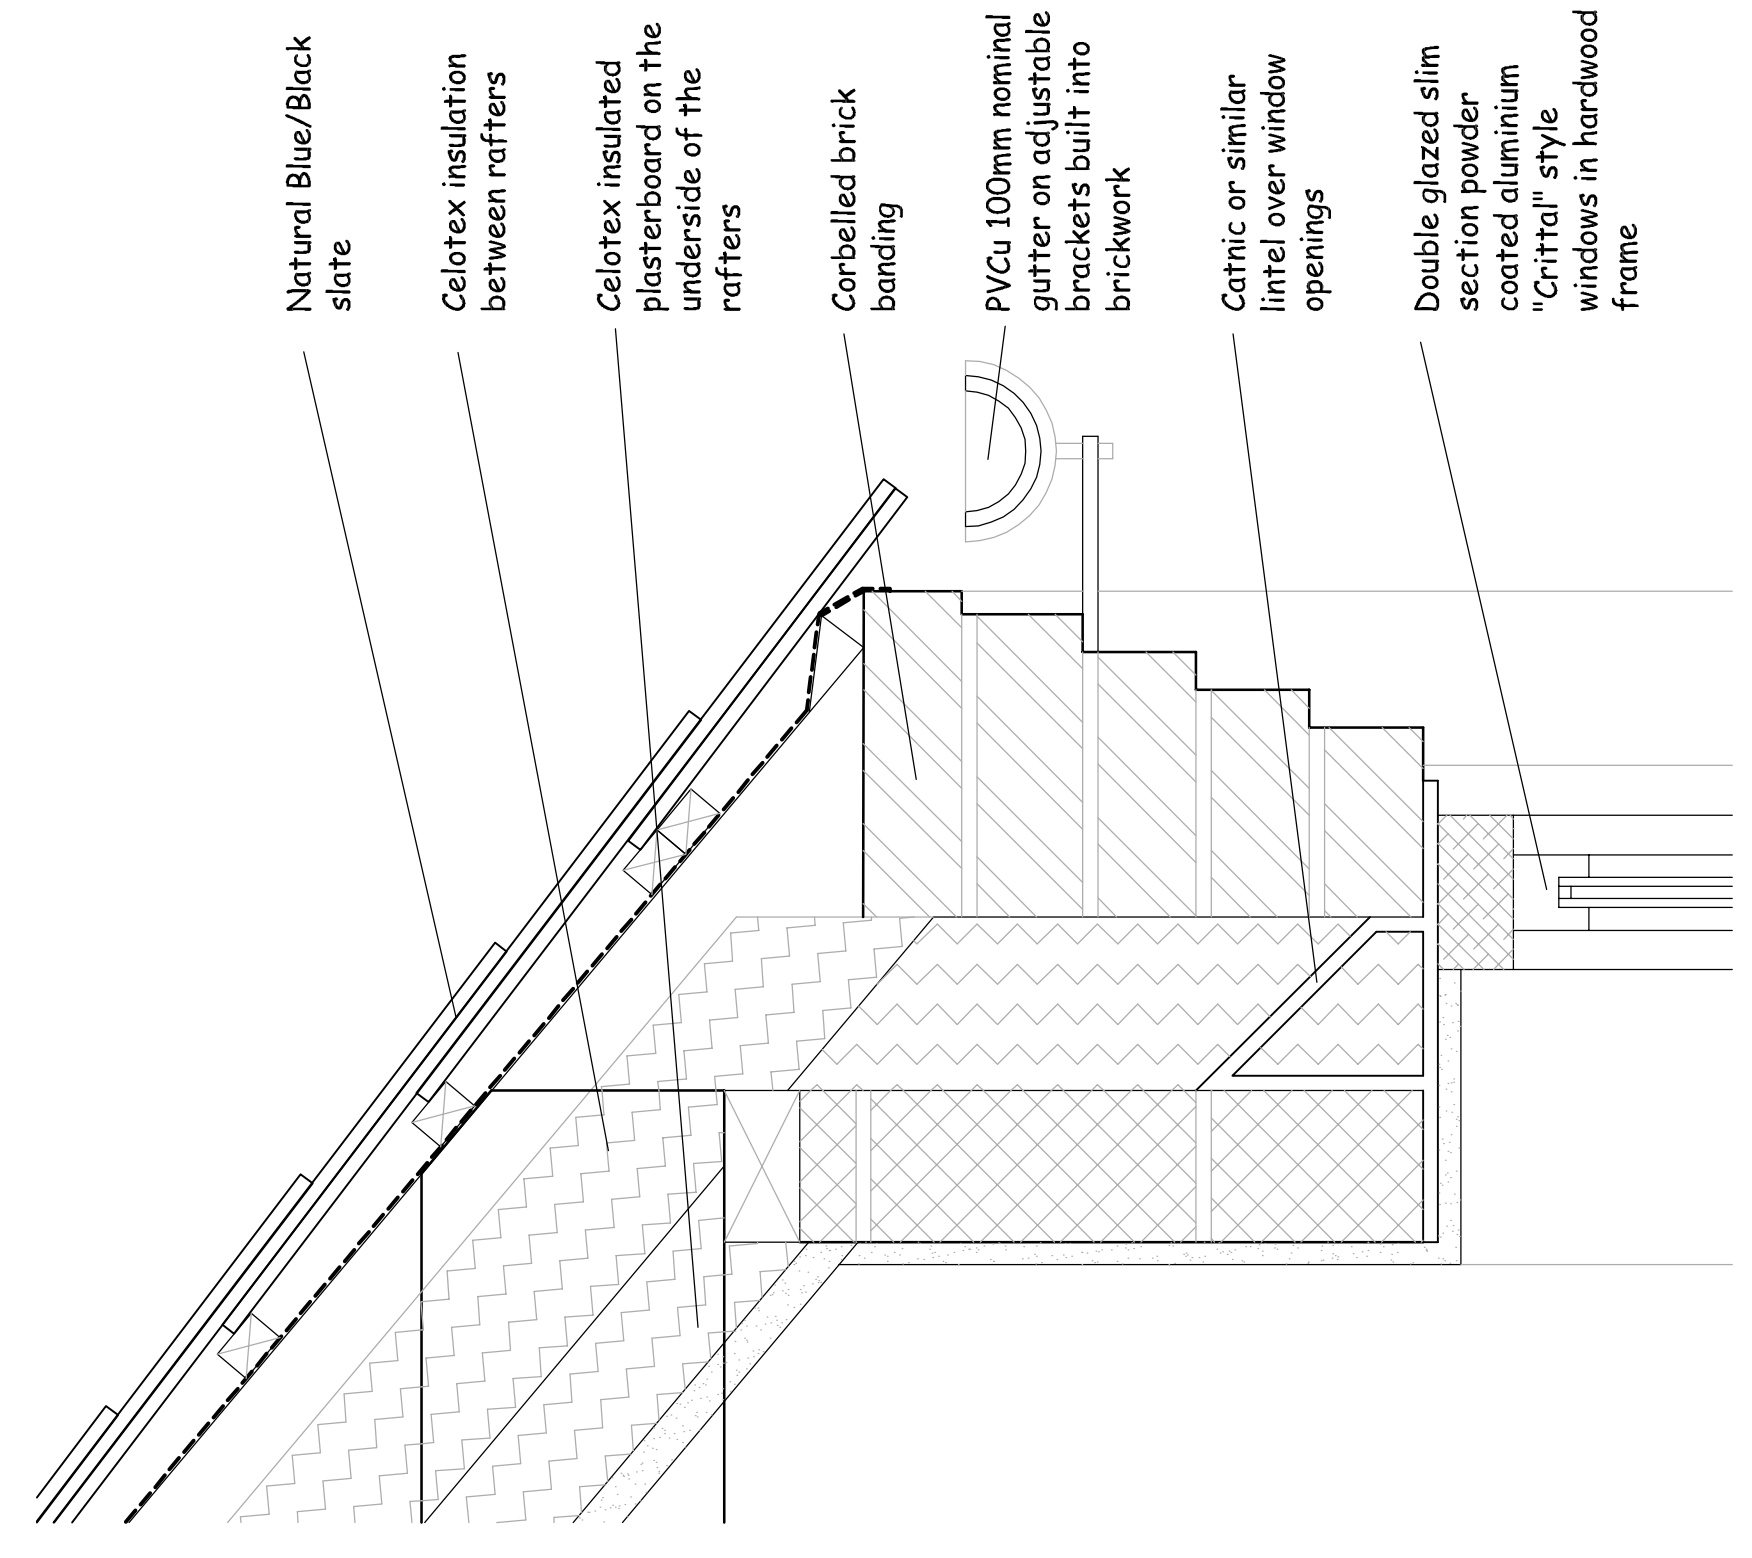 Natural Blue/Black
slate
Celotex insulation
between rafters
Celotex insulated
plasterboard on the
underside of the
rafters
Corbelled brick
banding
PVCu 100mm nominal
gutter on adjustable
brackets built into
brickwork
Catnic or similar
lintel over window
openings
Double glazed slim
section powder
coated aluminium
"Crittal" style
windows in hardwood
frame